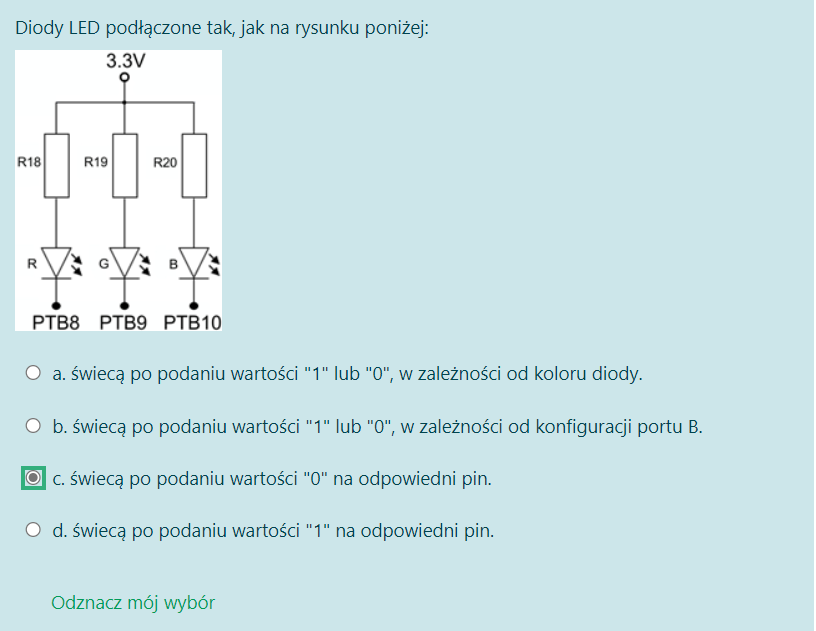 Diody LED podłączone tak, jak na rysunku poniżej:
3.3V
R18 R19 R20
R G B
PTB8 PTB9 PTB10
a. świecą po podaniu wartości "1" lub "0", w zależności od koloru diody.
b. świecą po podaniu wartości "1" lub "0", w zależności od konfiguracji portu B.
c. świecą po podaniu wartości "0" na odpowiedni pin.
d. świecą po podaniu wartości "1" na odpowiedni pin.
Odznacz mój wybór